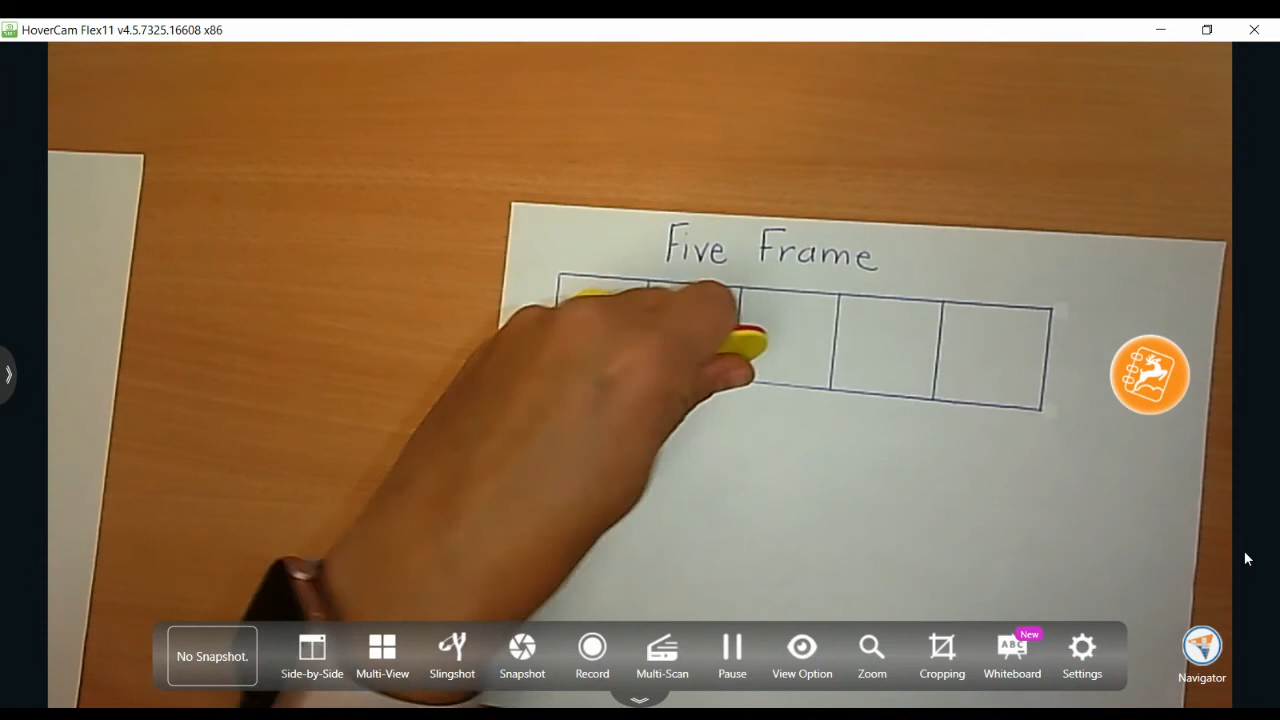 HoverCam Flex11 v4.5.7325.16608 x86
Five Frame
No Snapshot.
Side-by-Side
Multi-View
Slingshot
Snapshot
Record
Multi-Scan
Pause
View Option
Zoom
Cropping
ABC
New
Whiteboard
Settings
Navigator